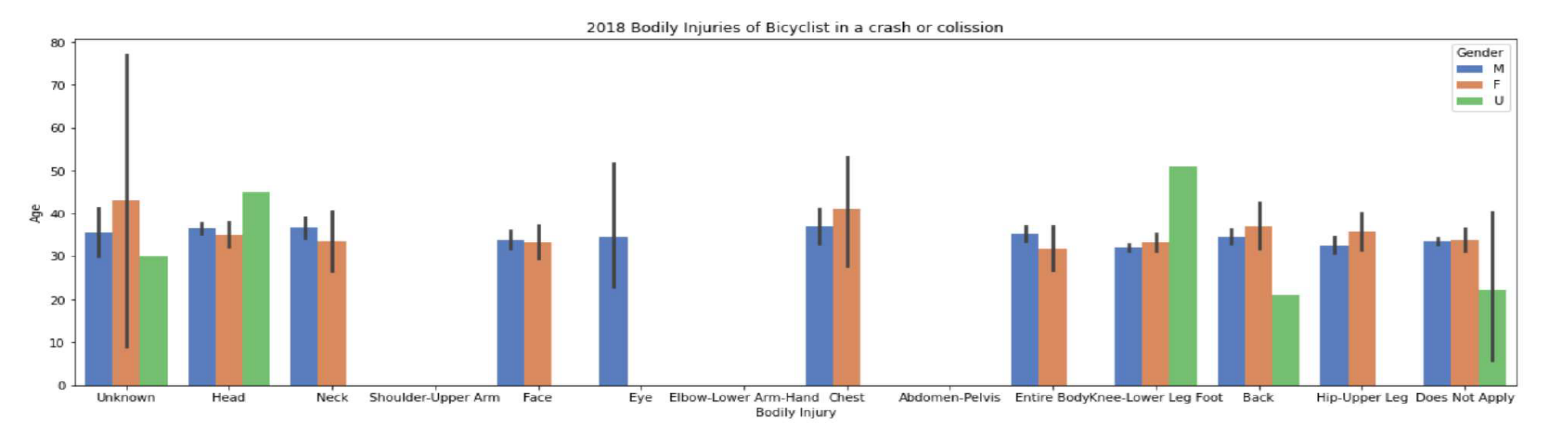 2018 Bodily Injuries of Bicyclist in a crash or colission
Gender
M
F
U
Age
80
70
60
50
40
30
20
10
0
Unknown Head Neck Shoulder-Upper Arm Face Eye Elbow-Lower Arm-Hand Chest Abdomen-Pelvis Entire Body Knee-Lower Leg Foot Back Hip-Upper Leg Does Not Apply
Bodily Injury